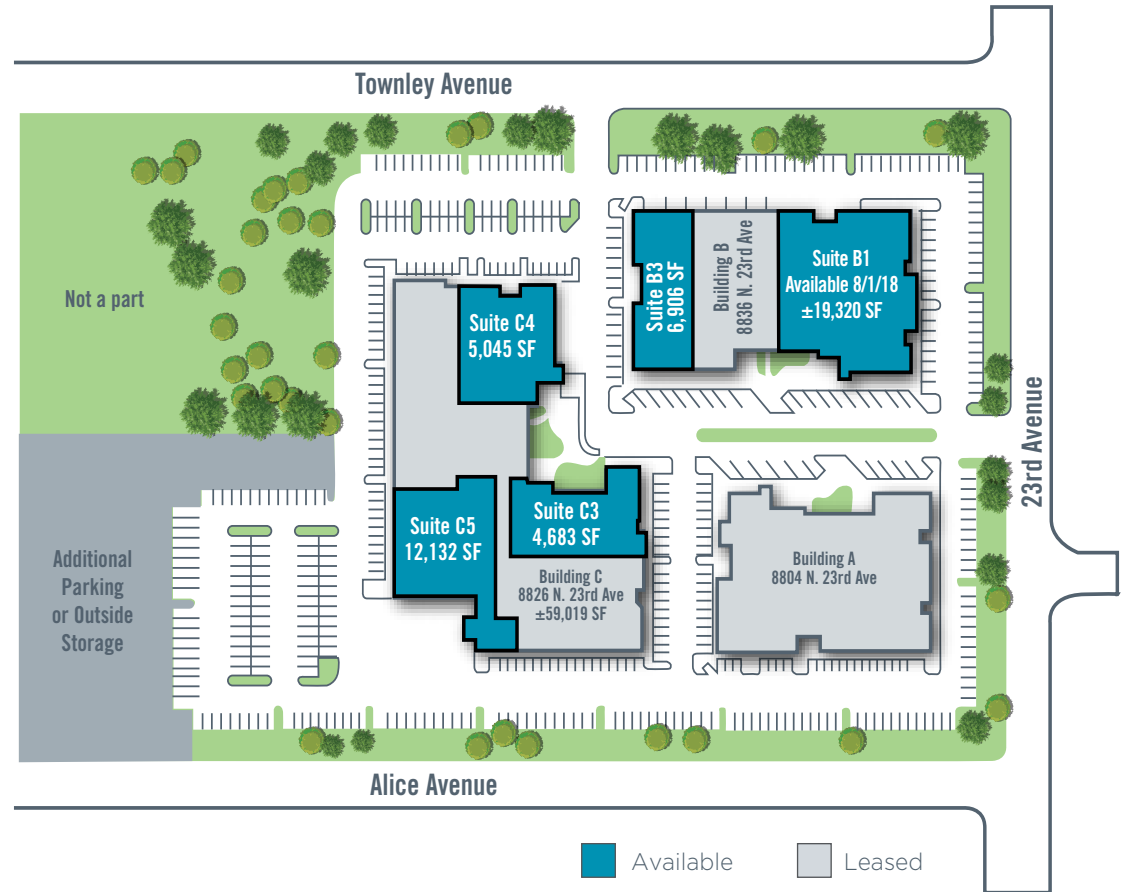 Townley Avenue
Not a part
Suite B3
6,906 SF
Building B
8836 N. 23rd Ave
Suite B1
Available 8/1/18
±19,320 SF
Suite C4
5,045 SF
23rd Avenue
Suite C5
12,132 SF
Suite C3
4,683 SF
Building C
8826 N. 23rd Ave
±59,019 SF
Building A
8804 N. 23rd Ave
Additional
Parking
or Outside
Storage
Alice Avenue
Available
Leased